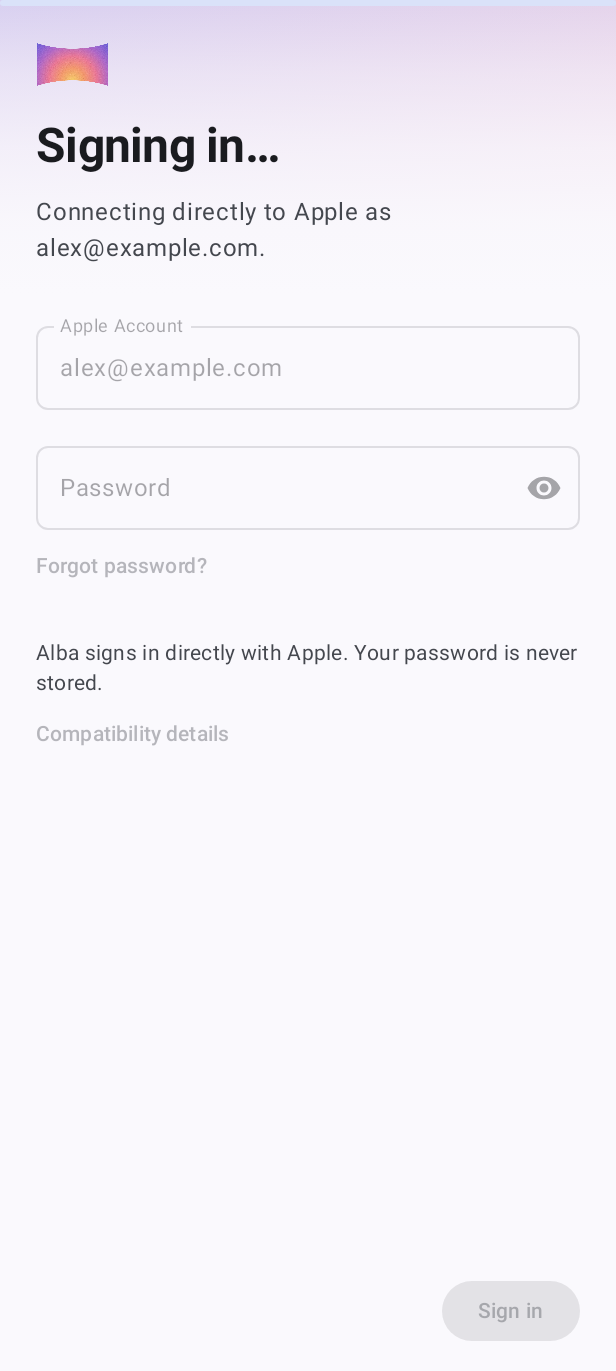 Signing in…
Connecting directly to Apple as
alex@example.com.
Apple Account
alex@example.com
Password
Forgot password?
Alba signs in directly with Apple. Your password is never
stored.
Compatibility details
Sign in